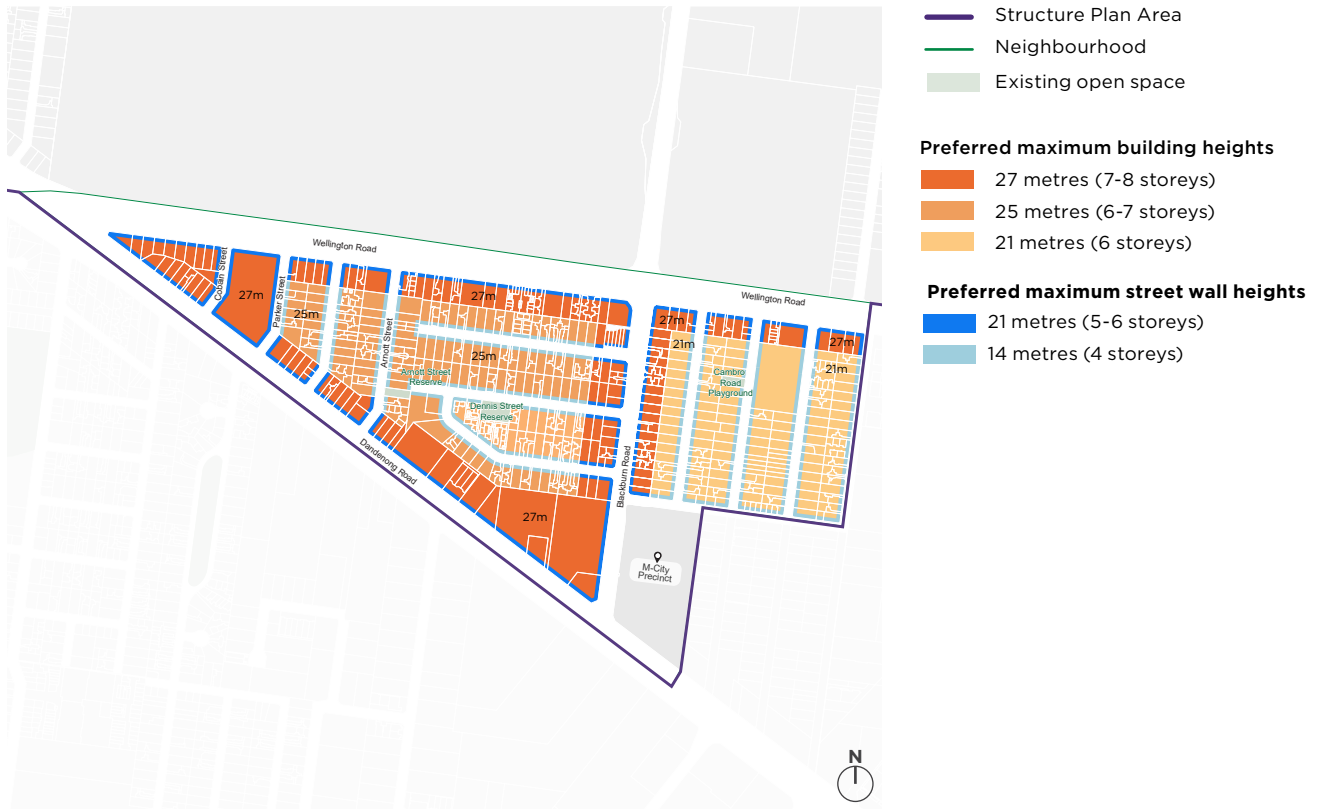 Structure Plan Area
Neighbourhood
Existing open space
Preferred maximum building heights
27 metres (7-8 storeys)
25 metres (6-7 storeys)
21 metres (6 storeys)
Preferred maximum street wall heights
21 metres (5-6 storeys)
14 metres (4 storeys)
Wellington Road
Coban Street
27m
Parker Street
25m
Arnott Street
27m
25m
Arnott Street
Reserve
Dennis Street
Reserve
Dandenong Road
27m
Blackburn Road
Wellington Road
27m
21m
Cambro
Road
Playground
27m
21m
M-City
Precinct
N